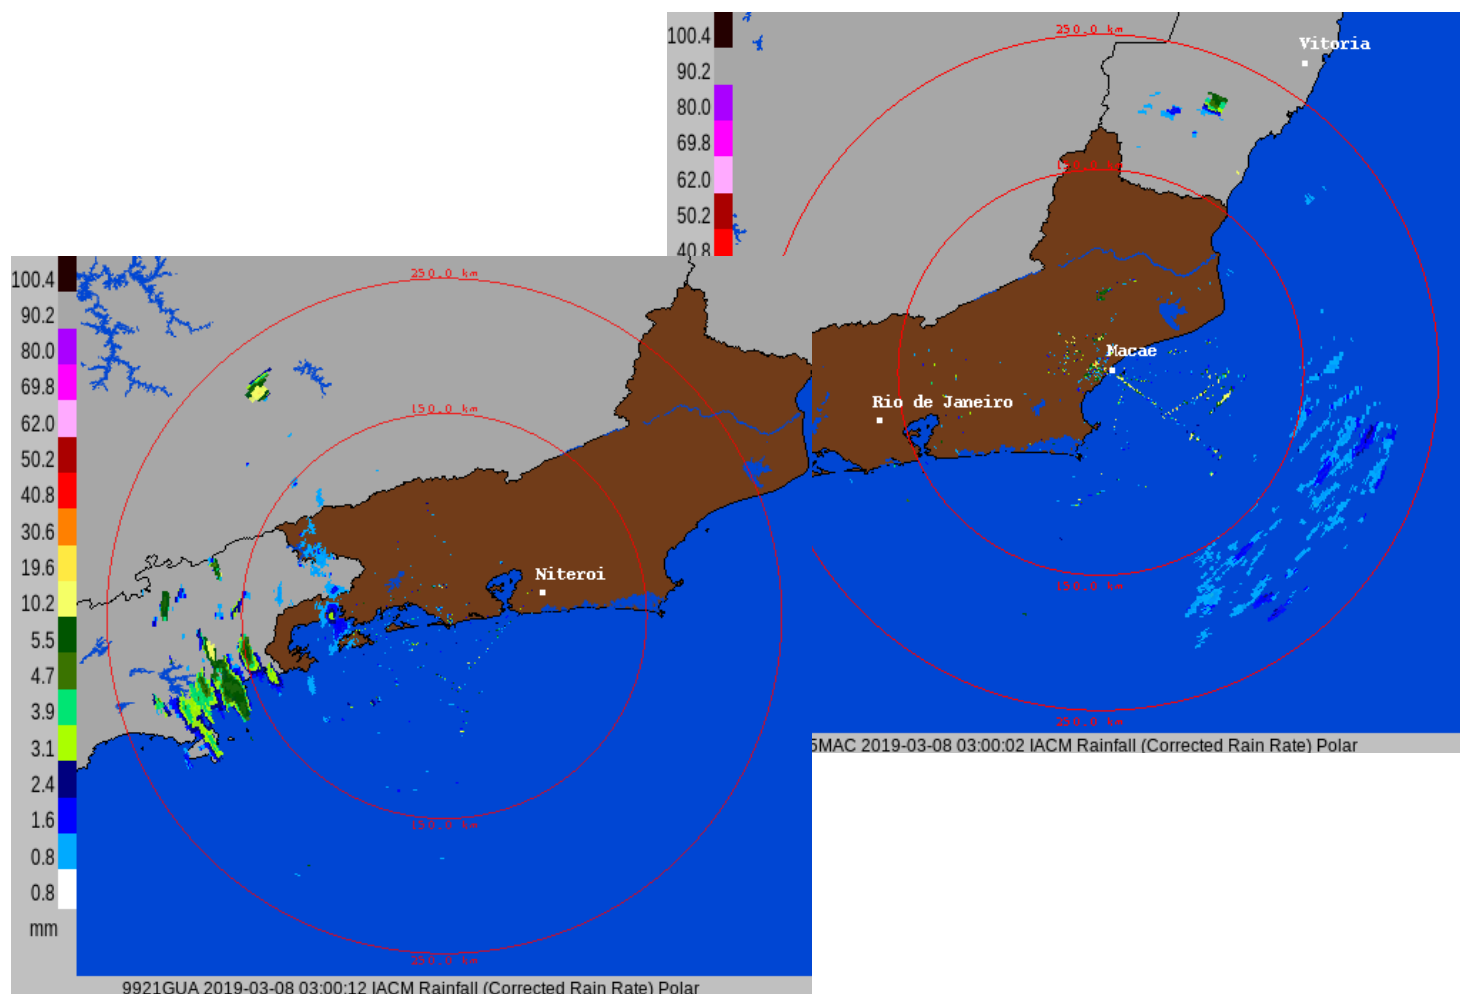 100.4
90.2
80.0
69.8
62.0
50.2
40.8
250.0 km
Vitoria
150.0 km
Macae
Rio de Janeiro
150.0 km
250.0 km
5MAC 2019-03-08 03:00:02 IACM Rainfall (Corrected Rain Rate) Polar
100.4
90.2
80.0
69.8
62.0
50.2
40.8
30.6
19.6
10.2
5.5
4.7
3.9
3.1
2.4
1.6
0.8
0.8
mm
250.0 km
150.0 km
Niteroi
150.0 km
250.0 km
9921GUA 2019-03-08 03:00:12 IACM Rainfall (Corrected Rain Rate) Polar